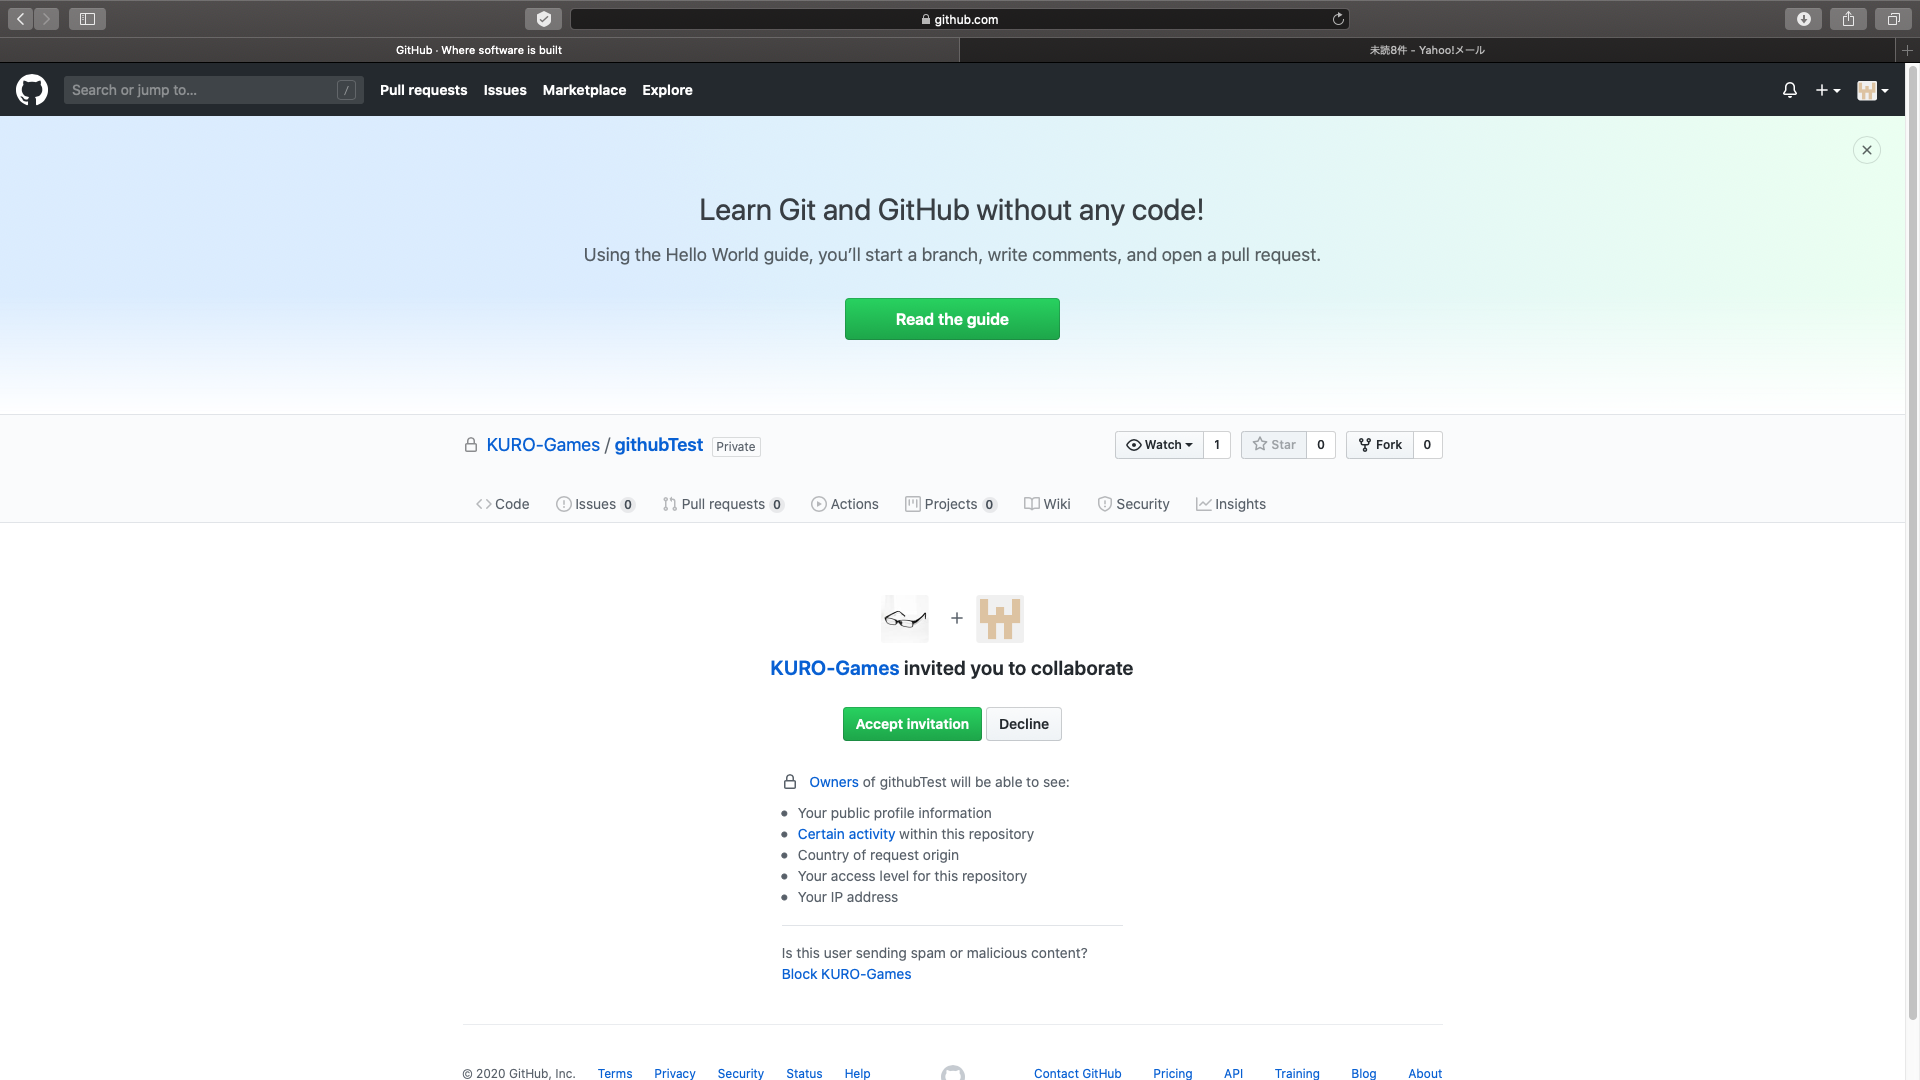 github.com
GitHub · Where software is built
未読8件 - Yahoo!メール
Search or jump to... /
Pull requests Issues Marketplace Explore
Learn Git and GitHub without any code!
Using the Hello World guide, you’ll start a branch, write comments, and open a pull request.
Read the guide
KURO-Games / githubTest Private
Watch 1 Star 0 Fork 0
Code Issues 0 Pull requests 0 Actions Projects 0 Wiki Security Insights
+
KURO-Games invited you to collaborate
Accept invitation Decline
Owners of githubTest will be able to see:
• Your public profile information
• Certain activity within this repository
• Country of request origin
• Your access level for this repository
• Your IP address
Is this user sending spam or malicious content?
Block KURO-Games
© 2020 GitHub, Inc. Terms Privacy Security Status Help Contact GitHub Pricing API Training Blog About